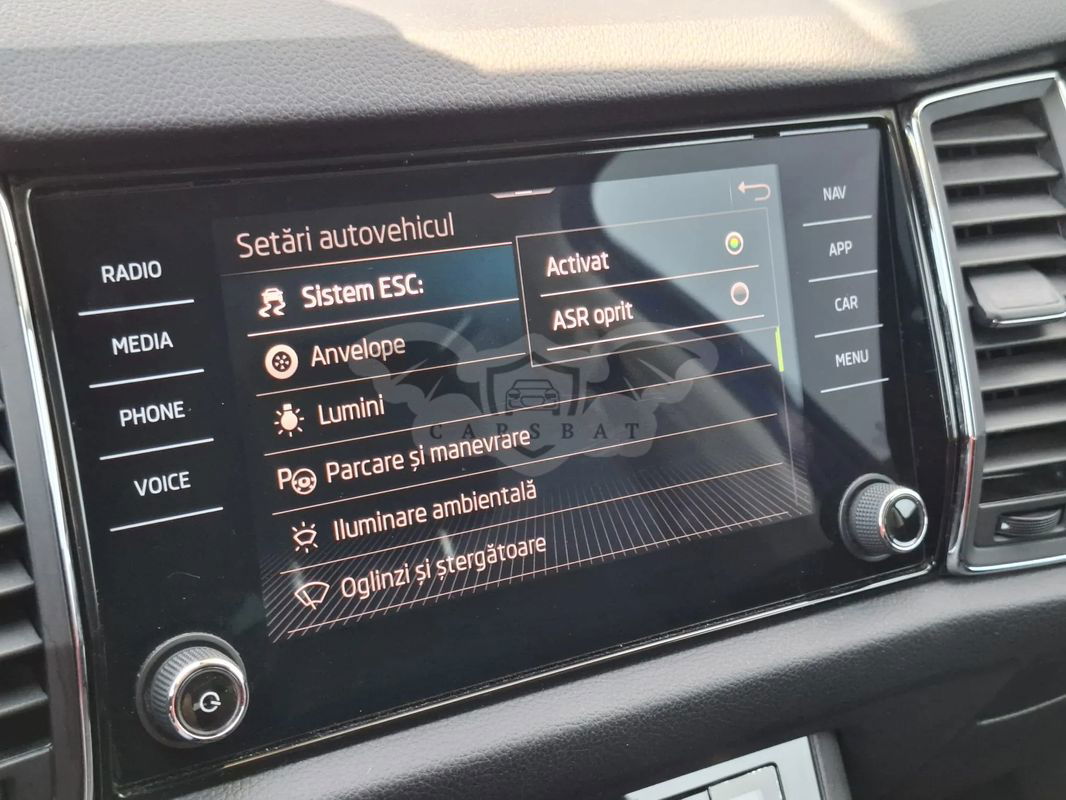 RADIO
MEDIA
PHONE
VOICE
Setări autovehicul
Sistem ESC:
Activat
ASR oprit
Anvelope
Lumini
Parcare și manevrare
Iluminare ambientală
Oglinzi și ștergătoare
CARSBAT
NAV
APP
CAR
MENU